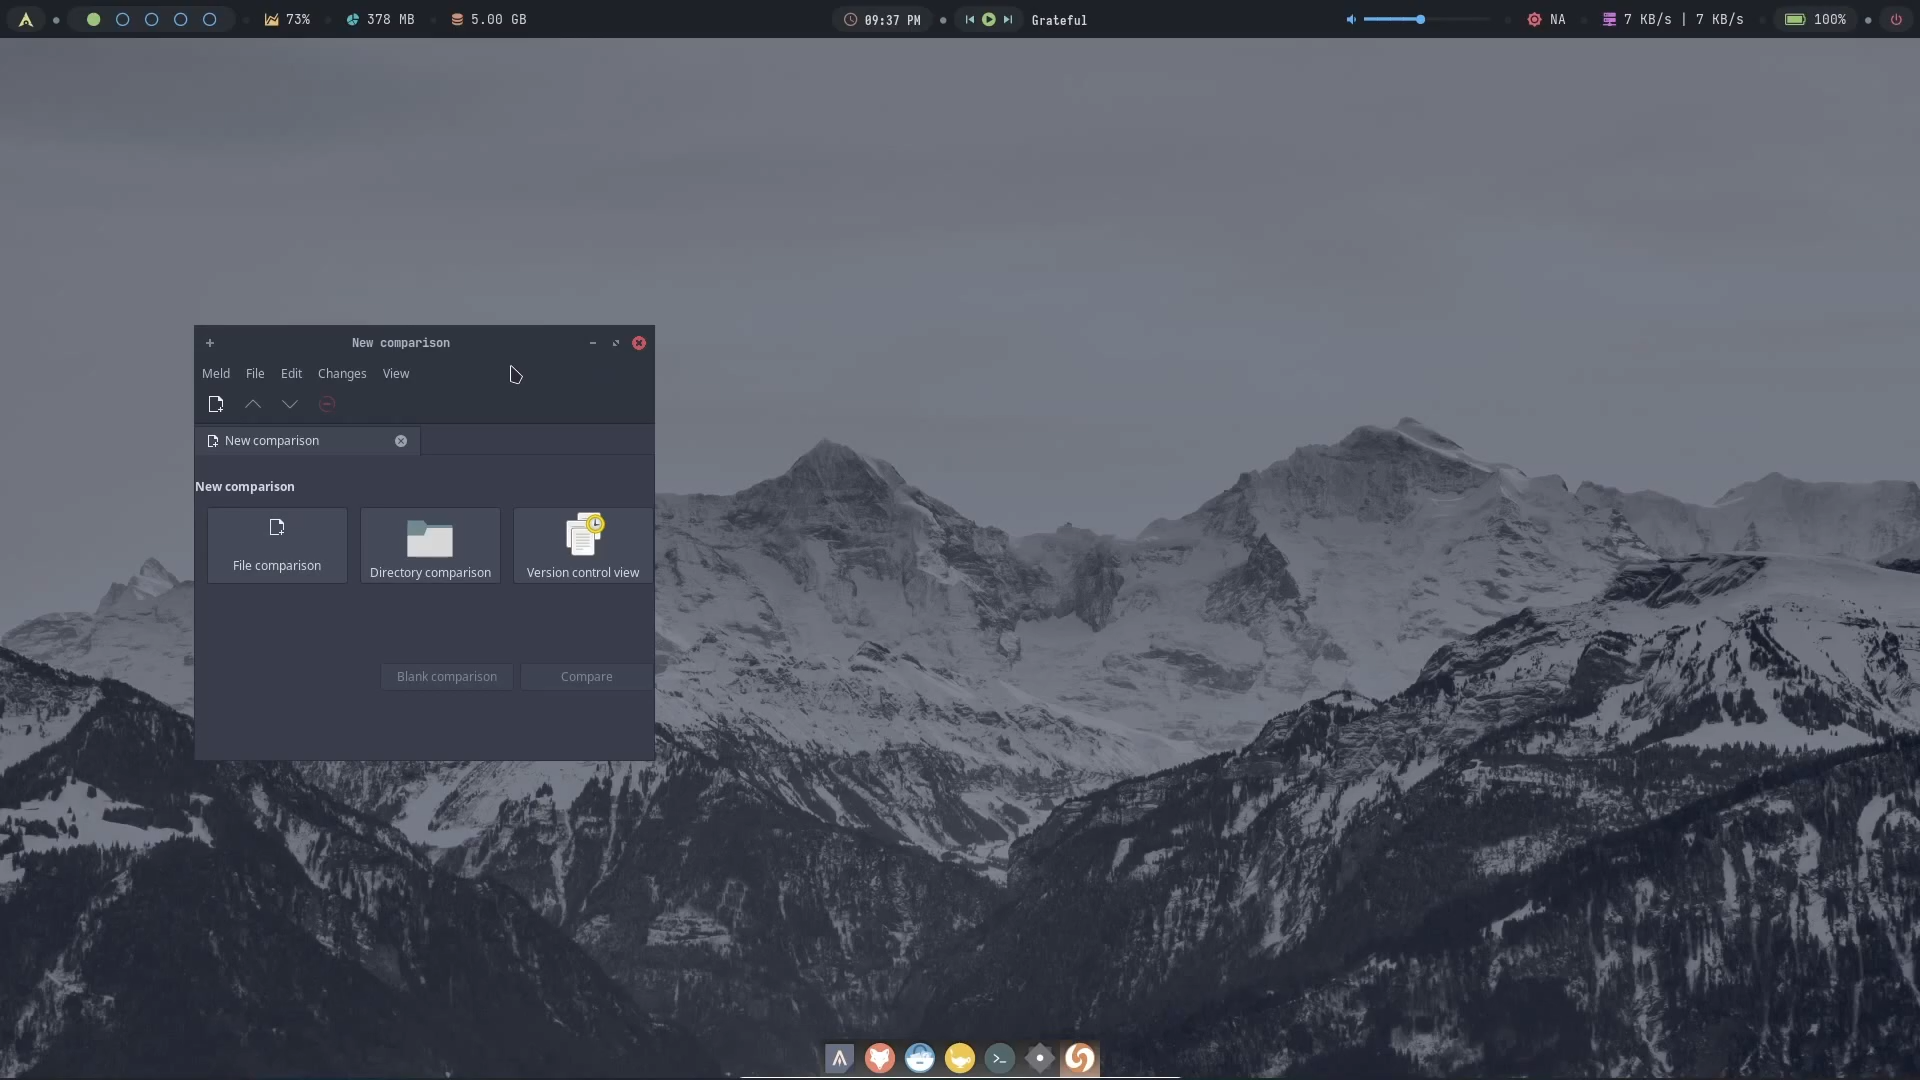 73% 378 MB 5.00 GB 09:37 PM Grateful NA 7 KB/s | 7 KB/s 100%
New comparison
Meld File Edit Changes View
New comparison
New comparison
File comparison Directory comparison Version control view
Blank comparison Compare